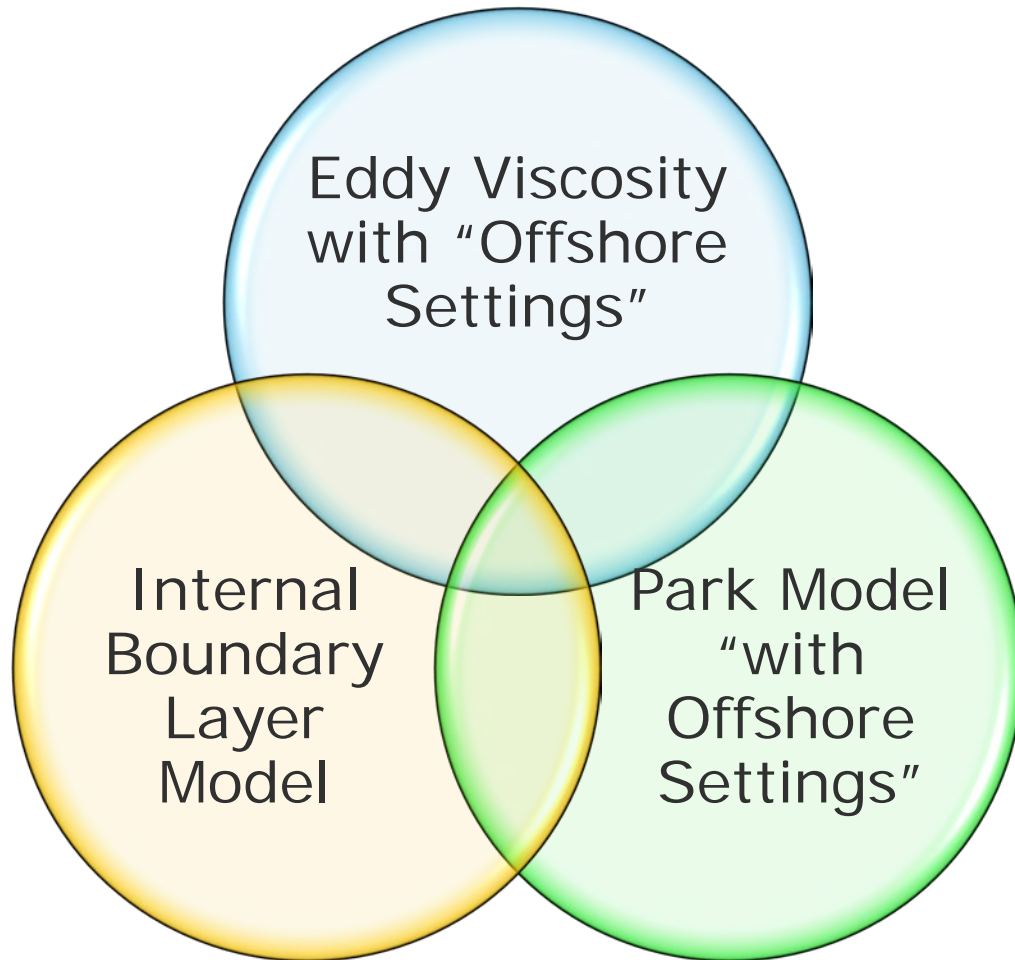 Eddy Viscosity
with “Offshore
Settings”
Internal
Boundary
Layer
Model
Park Model
“with
Offshore
Settings”